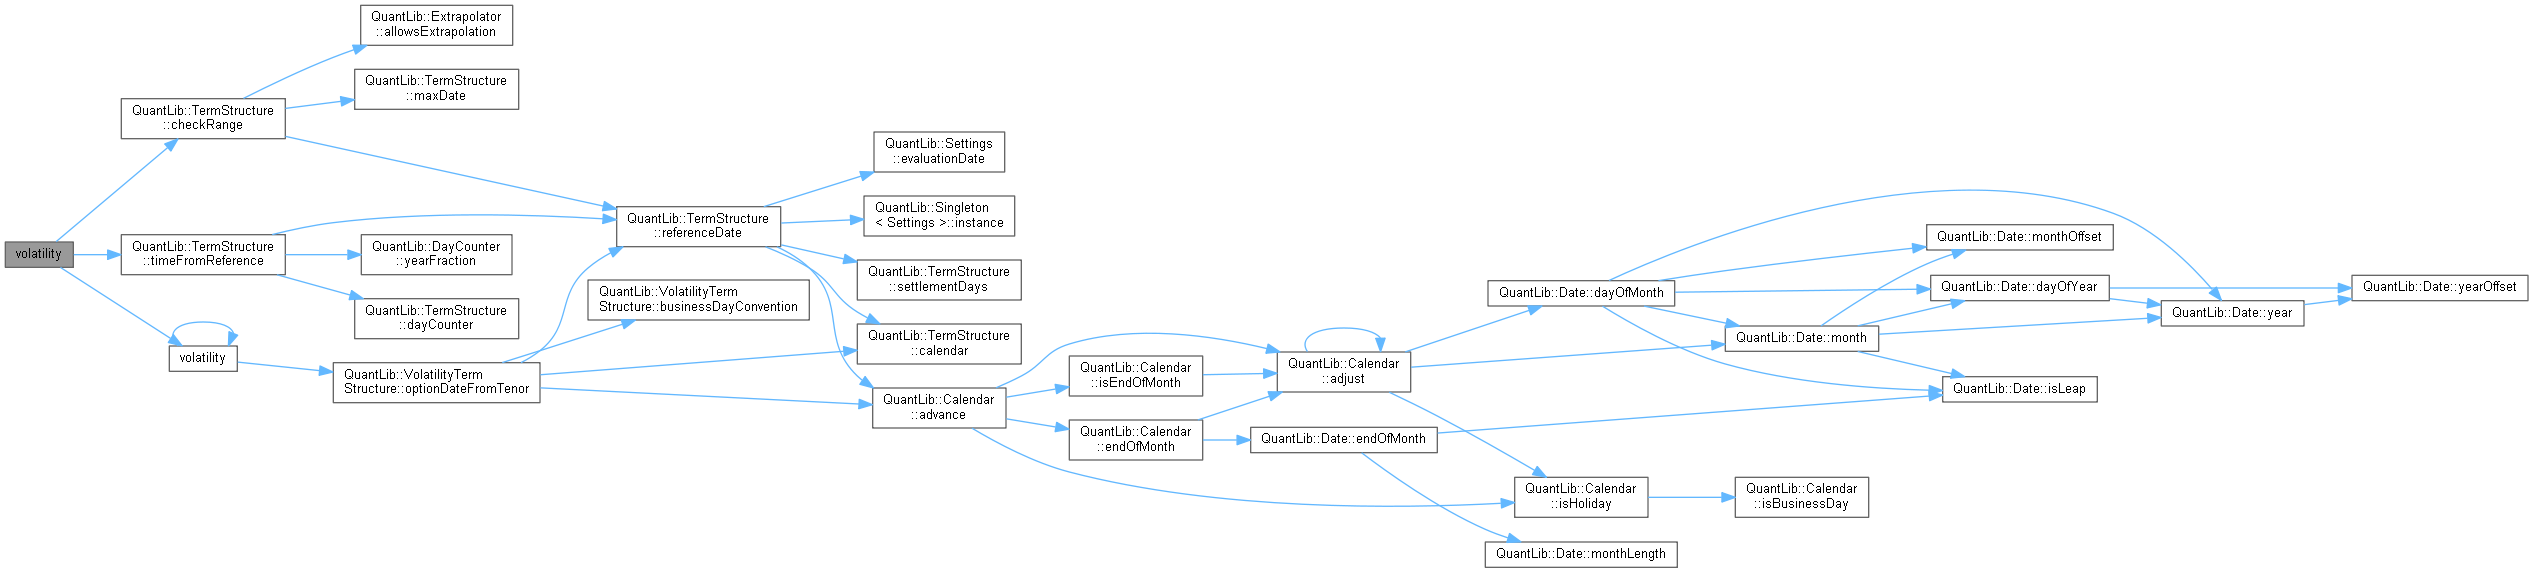 QuantLib::Extrapolator
::allowsExtrapolation
QuantLib::TermStructure
::maxDate
QuantLib::TermStructure
::checkRange
QuantLib::Settings
::evaluationDate
QuantLib::Singleton
< Settings >::instance
QuantLib::TermStructure
::referenceDate
volatility
QuantLib::TermStructure
::timeFromReference
QuantLib::DayCounter
::yearFraction
QuantLib::TermStructure
::settlementDays
QuantLib::TermStructure
::dayCounter
QuantLib::VolatilityTerm
Structure::businessDayConvention
QuantLib::TermStructure
::calendar
volatility
QuantLib::VolatilityTerm
Structure::optionDateFromTenor
QuantLib::Calendar
::advance
QuantLib::Calendar
::isEndOfMonth
QuantLib::Calendar
::endOfMonth
QuantLib::Calendar
::adjust
QuantLib::Date::endOfMonth
QuantLib::Date::dayOfMonth
QuantLib::Date::monthOffset
QuantLib::Date::dayOfYear
QuantLib::Date::yearOffset
QuantLib::Date::year
QuantLib::Date::month
QuantLib::Date::isLeap
QuantLib::Calendar
::isHoliday
QuantLib::Calendar
::isBusinessDay
QuantLib::Date::monthLength